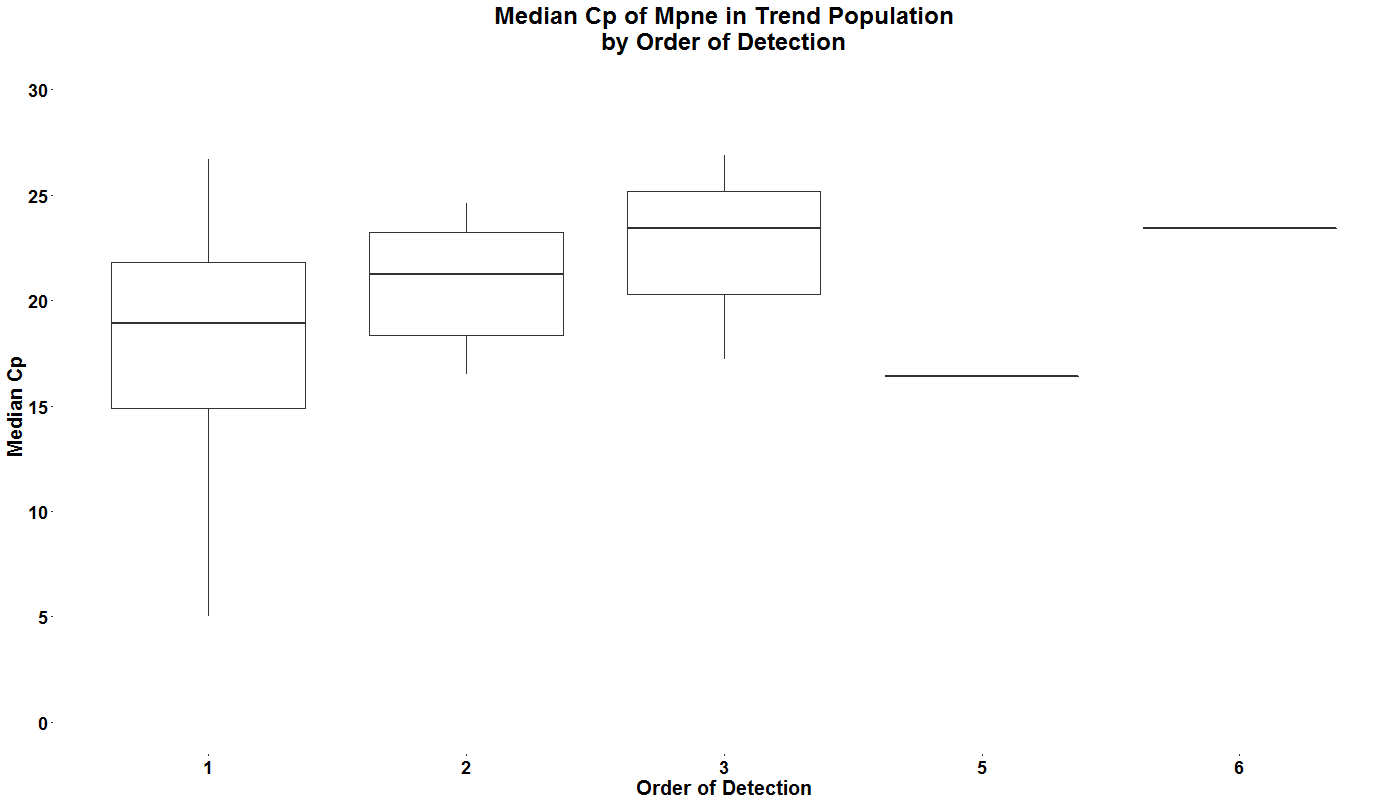 Median Cp of Mpne in Trend Population
by Order of Detection
30
25
20
15
10
5
0
Median Cp
1 2 3 5 6
Order of Detection